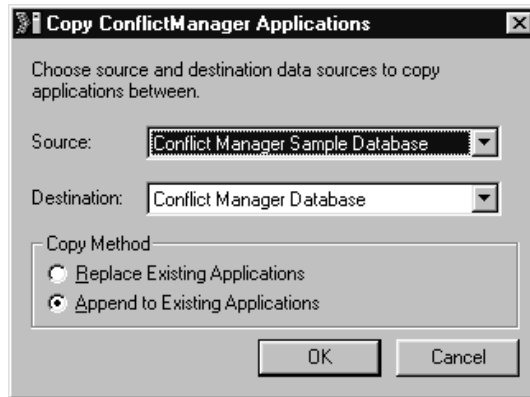 Copy ConflictManager Applications
Choose source and destination data sources to copy
applications between.
Source: Conflict Manager Sample Database
Destination: Conflict Manager Database
Copy Method
Replace Existing Applications
Append to Existing Applications
OK Cancel